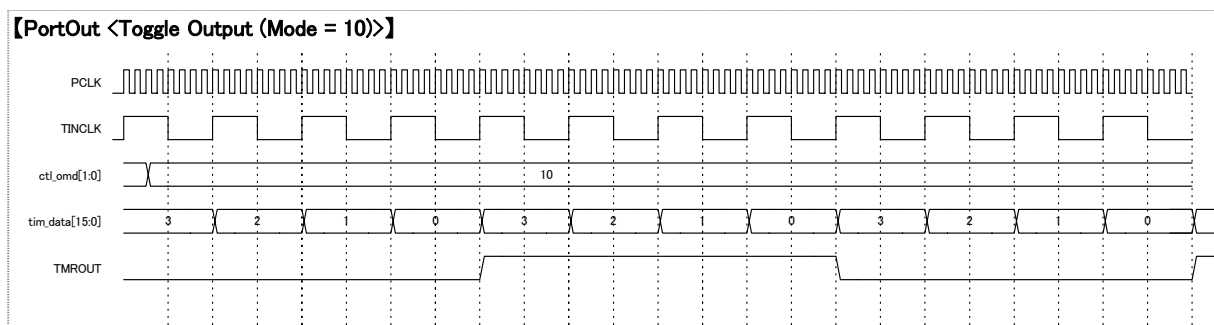 【PortOut <Toggle Output (Mode = 10)>】
PCLK
TINCLK
ctl_omd[1:0]
10
tim_data[15:0]
3 2 1 0 3 2 1 0 3 2 1 0
TMROUT